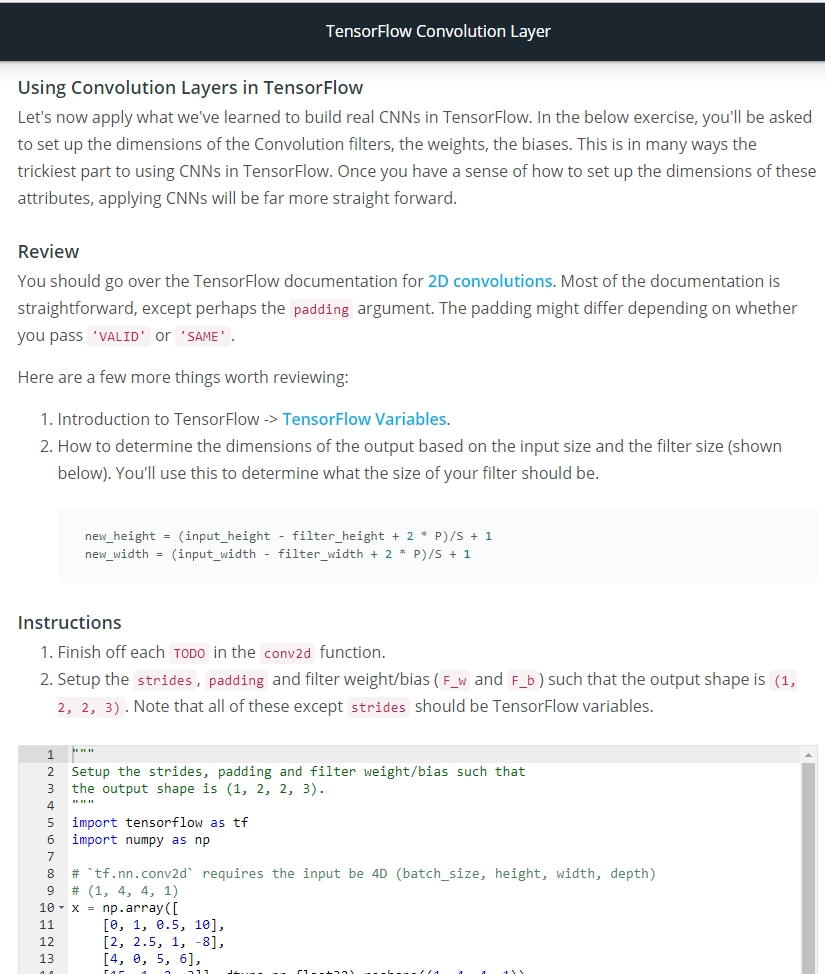 TensorFlow Convolution Layer
Using Convolution Layers in TensorFlow
Let's now apply what we've learned to build real CNNs in TensorFlow. In the below exercise, you'll be asked
to set up the dimensions of the Convolution filters, the weights, the biases. This is in many ways the
trickiest part to using CNNs in TensorFlow. Once you have a sense of how to set up the dimensions of these
attributes, applying CNNs will be far more straight forward.
Review
You should go over the TensorFlow documentation for 2D convolutions. Most of the documentation is
straightforward, except perhaps the padding argument. The padding might differ depending on whether
you pass 'VALID' or 'SAME'.
Here are a few more things worth reviewing:
1. Introduction to TensorFlow -> TensorFlow Variables.
2. How to determine the dimensions of the output based on the input size and the filter size (shown
below). You'll use this to determine what the size of your filter should be.
new_height = (input_height - filter_height + 2 * P)/S + 1
new_width = (input_width - filter_width + 2 * P)/S + 1
Instructions
1. Finish off each TODO in the conv2d function.
2. Setup the strides, padding and filter weight/bias (F_w and F_b) such that the output shape is (1,
2, 2, 3). Note that all of these except strides should be TensorFlow variables.
1 """
2 Setup the strides, padding and filter weight/bias such that
3 the output shape is (1, 2, 2, 3).
4 """
5 import tensorflow as tf
6 import numpy as np
7
8 # `tf.nn.conv2d` requires the input be 4D (batch_size, height, width, depth)
9 # (1, 4, 4, 1)
10 x = np.array([
11 [0, 1, 0.5, 10],
12 [2, 2.5, 1, -8],
13 [4, 0, 5, 6],